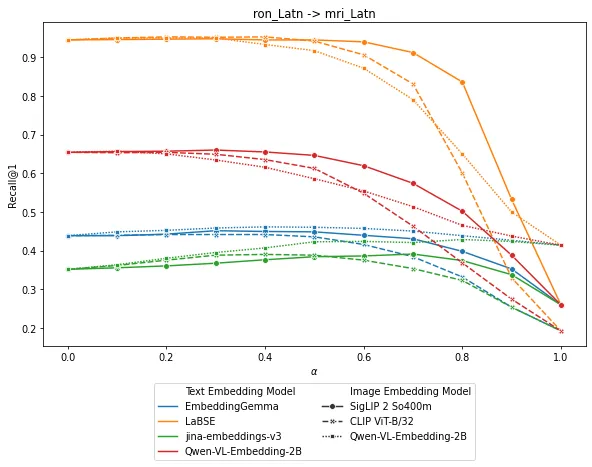 ron_Latn -> mri_Latn
Recall@1
0.9
0.8
0.7
0.6
0.5
0.4
0.3
0.2
0.0 0.2 0.4 0.6 0.8 1.0
α
Text Embedding Model Image Embedding Model
EmbeddingGemma SigLIP 2 So400m
LaBSE CLIP ViT-B/32
jina-embeddings-v3 Qwen-VL-Embedding-2B
Qwen-VL-Embedding-2B